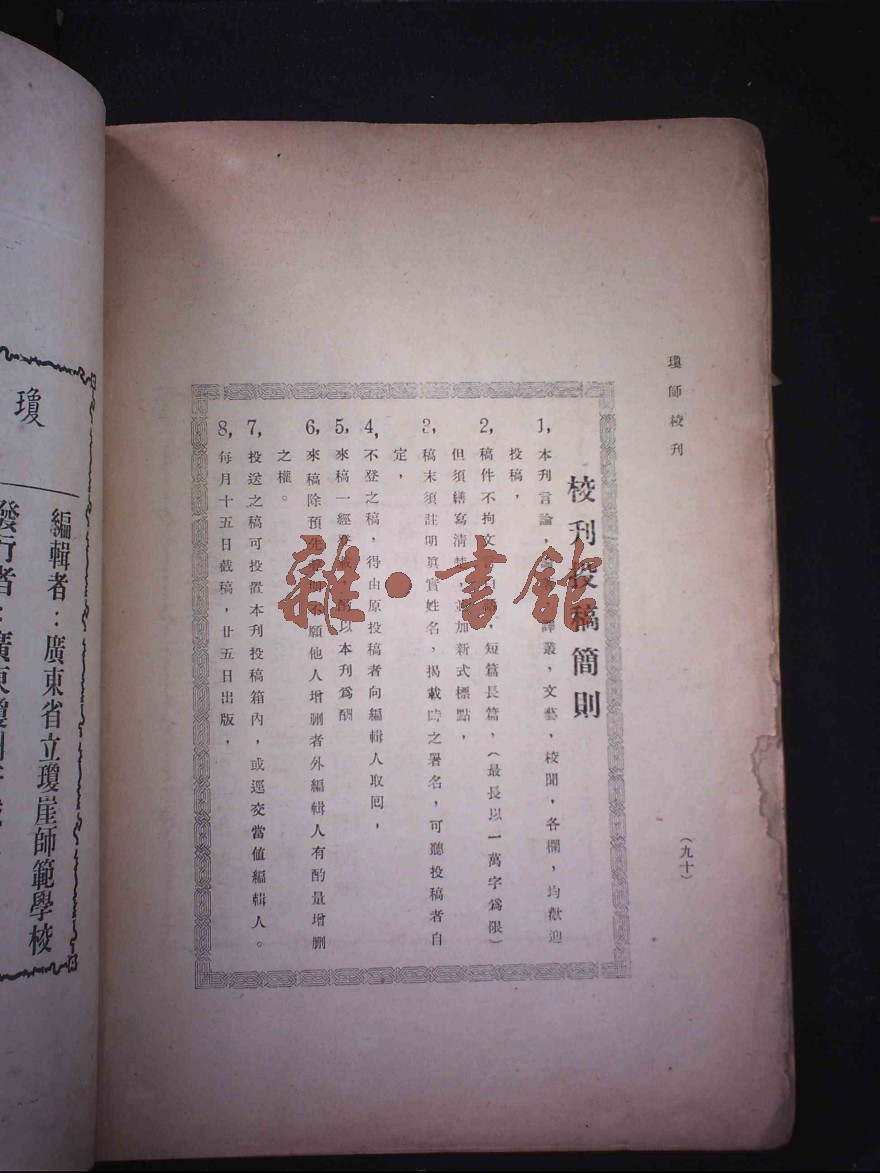 瓊師校刊
(九十)
校刊投稿簡則
1, 本刊言論,譯叢,文藝,校聞,各欄,均歡迎
投稿,
2, 稿件不拘文,短篇長篇,(最長以一萬字爲限)
但須繕寫清加新式標點,
3, 稿末須註明眞實姓名,揭載時之署名,可聽投稿者自
定,
4, 不登之稿,得由原投稿者向編輯人取囘,
5, 來稿一經以本刊爲酬
6, 來稿除預先不願他人增刪者外編輯人有酌量增刪
之權。
7, 投送之稿可投置本刊投稿箱內,或逕交當値編輯人。
8, 每月十五日截稿,廿五日出版,
雜·書館
瓊
編輯者:廣東省立瓊崖師範學校
發行者:廣東瓊